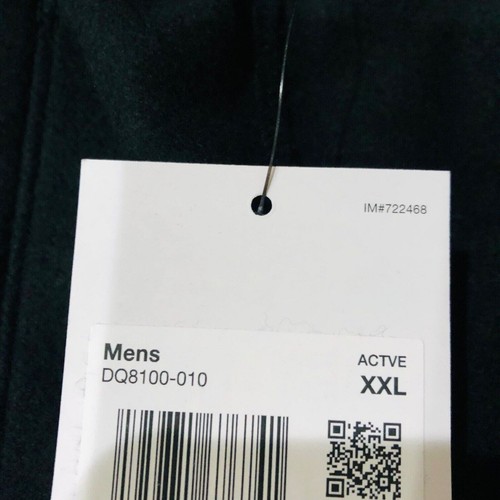 IM#722468
Mens
DQ8100-010
ACTVE
XXL